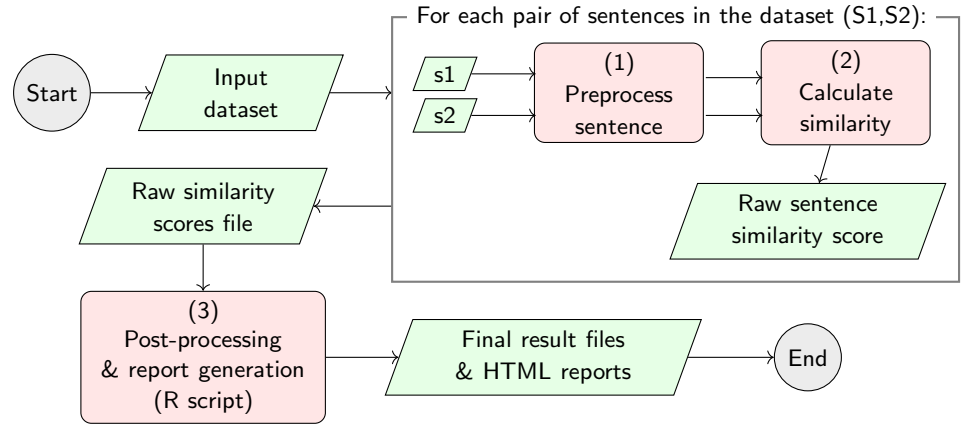 For each pair of sentences in the dataset (S1,S2):
Start
Input
dataset
s1
s2
(1)
Preprocess
sentence
(2)
Calculate
similarity
Raw sentence
similarity score
Raw similarity
scores file
(3)
Post-processing
& report generation
(R script)
Final result files
& HTML reports
End